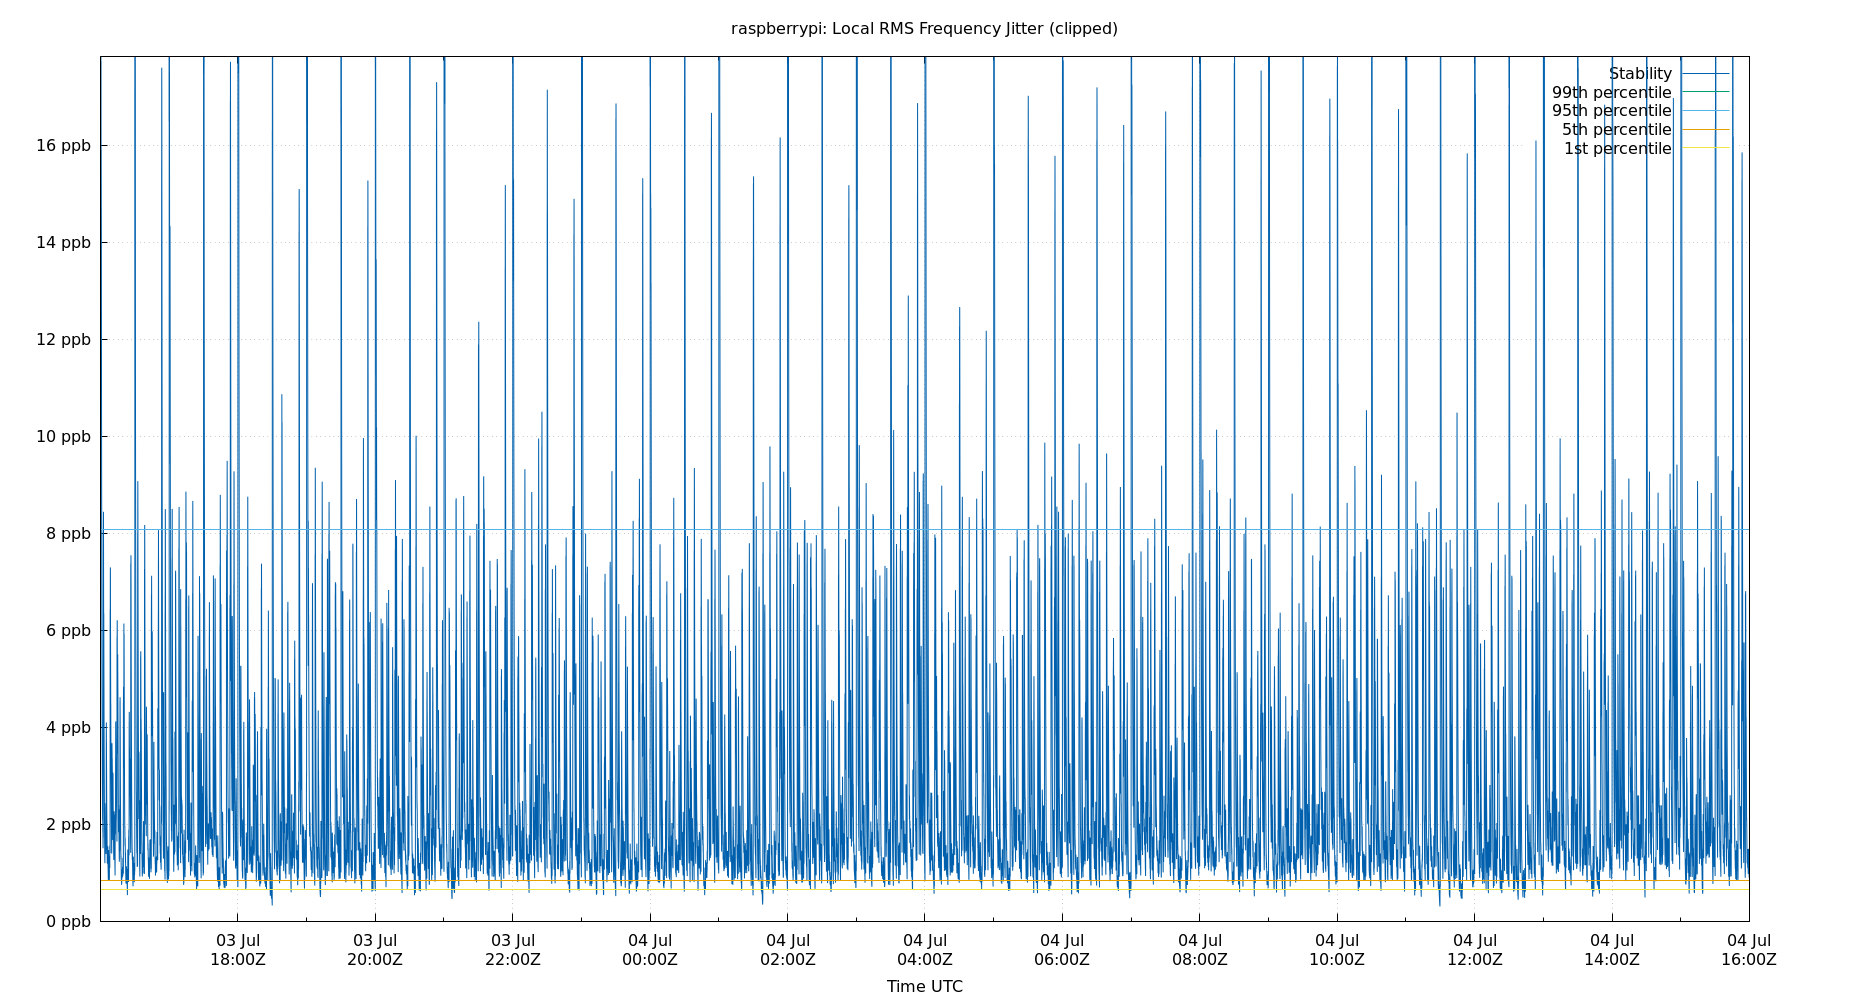 raspberrypi: Local RMS Frequency Jitter (clipped)
Stability
99th percentile
95th percentile
5th percentile
1st percentile
16 ppb
14 ppb
12 ppb
10 ppb
8 ppb
6 ppb
4 ppb
2 ppb
0 ppb
03 Jul 03 Jul 03 Jul 04 Jul 04 Jul 04 Jul 04 Jul 04 Jul 04 Jul 04 Jul 04 Jul 04 Jul
18:00Z 20:00Z 22:00Z 00:00Z 02:00Z 04:00Z 06:00Z 08:00Z 10:00Z 12:00Z 14:00Z 16:00Z
Time UTC